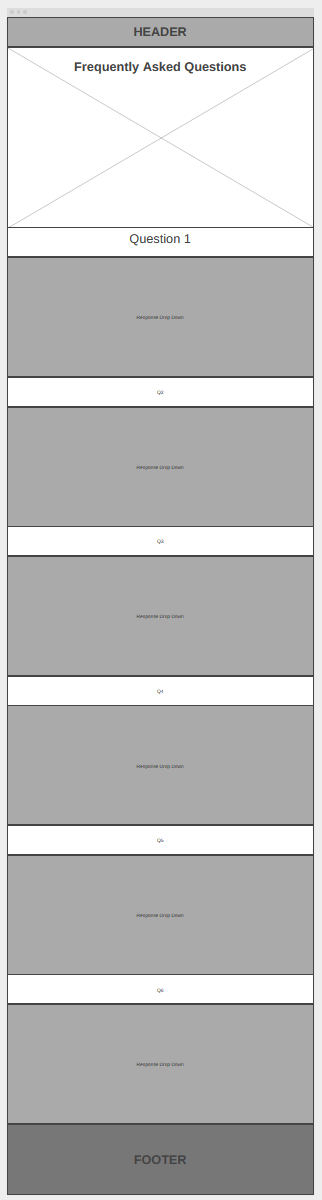 HEADER
Frequently Asked Questions
Question 1
Response Drop Down
Q2
Response Drop Down
Q3
Response Drop Down
Q4
Response Drop Down
Q5
Response Drop Down
Q6
Response Drop Down
FOOTER